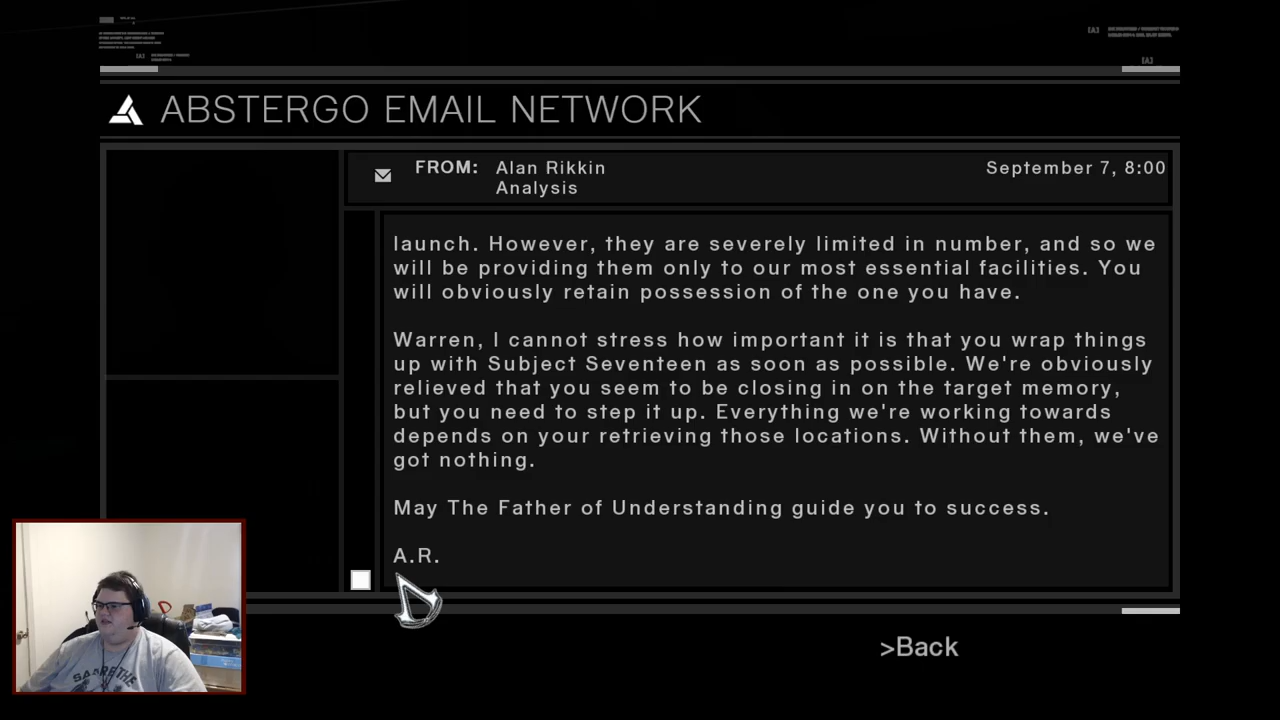 ABSTERGO EMAIL NETWORK
FROM: Alan Rikkin September 7, 8:00
Analysis
launch. However, they are severely limited in number, and so we
will be providing them only to our most essential facilities. You
will obviously retain possession of the one you have.
Warren, I cannot stress how important it is that you wrap things
up with Subject Seventeen as soon as possible. We're obviously
relieved that you seem to be closing in on the target memory,
but you need to step it up. Everything we're working towards
depends on your retrieving those locations. Without them, we've
got nothing.
May The Father of Understanding guide you to success.
A.R.
>Back